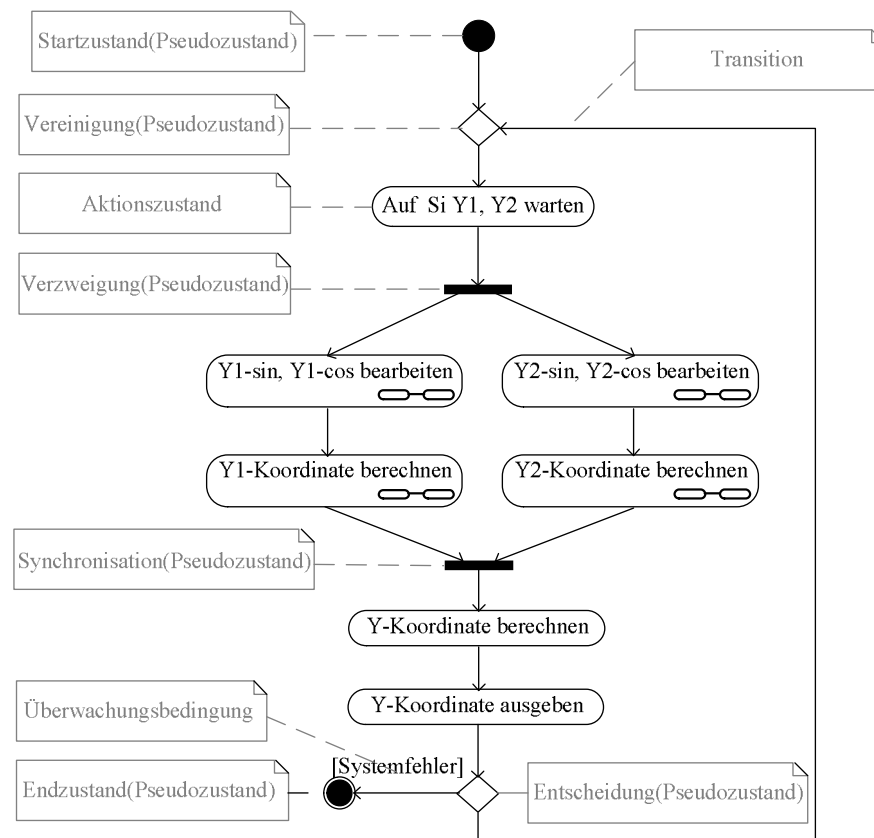 Startzustand(Pseudozustand)
Transition
Vereinigung(Pseudozustand)
Aktionszustand
Auf Si Y1, Y2 warten
Verzweigung(Pseudozustand)
Y1-sin, Y1-cos bearbeiten
Y2-sin, Y2-cos bearbeiten
Y1-Koordinate berechnen
Y2-Koordinate berechnen
Synchronisation(Pseudozustand)
Y-Koordinate berechnen
Y-Koordinate ausgeben
Überwachungsbedingung
[Systemfehler]
Endzustand(Pseudozustand)
Entscheidung(Pseudozustand)